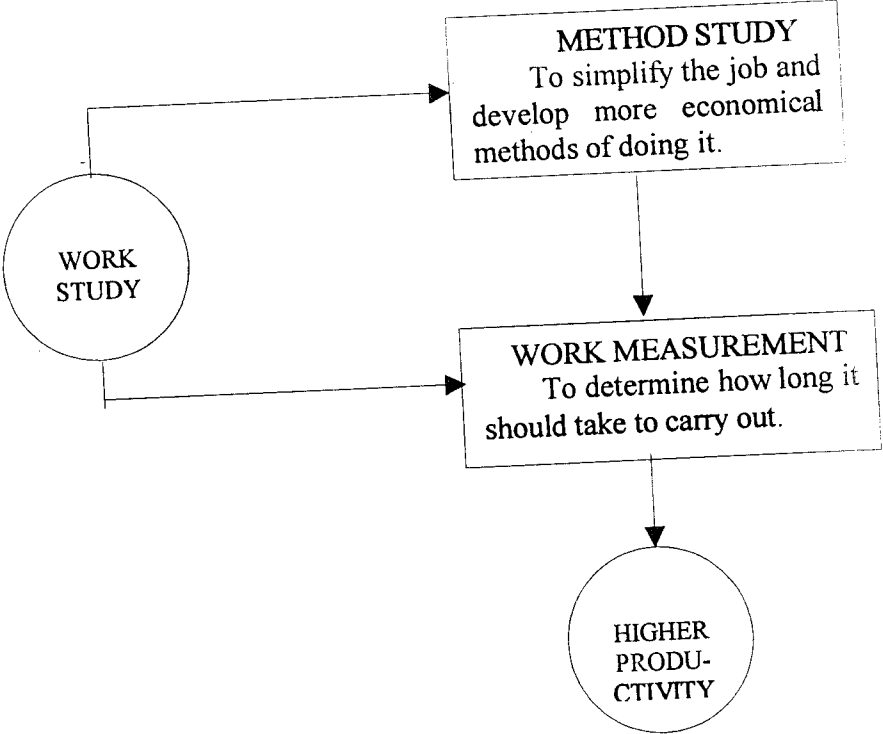 METHOD STUDY
To simplify the job and
develop more economical
methods of doing it.
WORK
STUDY
WORK MEASUREMENT
To determine how long it
should take to carry out.
HIGHER
PRODU-
CTIVITY